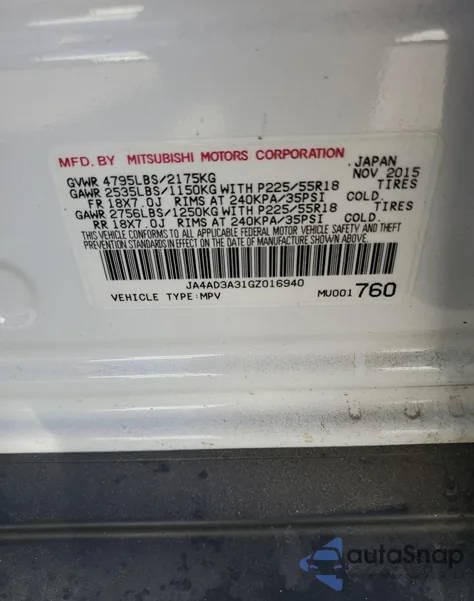 MFD. BY MITSUBISHI MOTORS CORPORATION JAPAN
GVWR 4795LBS/2175KG NOV 2015
GAWR 2535LBS/1150KG WITH P225/55R18 TIRES
FR 18X7.0J RIMS AT 240KPA/35PSI COLD.
GAWR 2756LBS/1250KG WITH P225/55R18 TIRES
RR 18X7.0J RIMS AT 240KPA/35PSI COLD.
THIS VEHICLE CONFORMS TO ALL APPLICABLE FEDERAL MOTOR VEHICLE SAFETY AND THEFT
PREVENTION STANDARDS IN EFFECT ON THE DATE OF MANUFACTURE SHOWN ABOVE.
JA4AD3A31GZ016940
VEHICLE TYPE:MPV MU001760
autoSnap
WWW.AUTOSNAP.COM